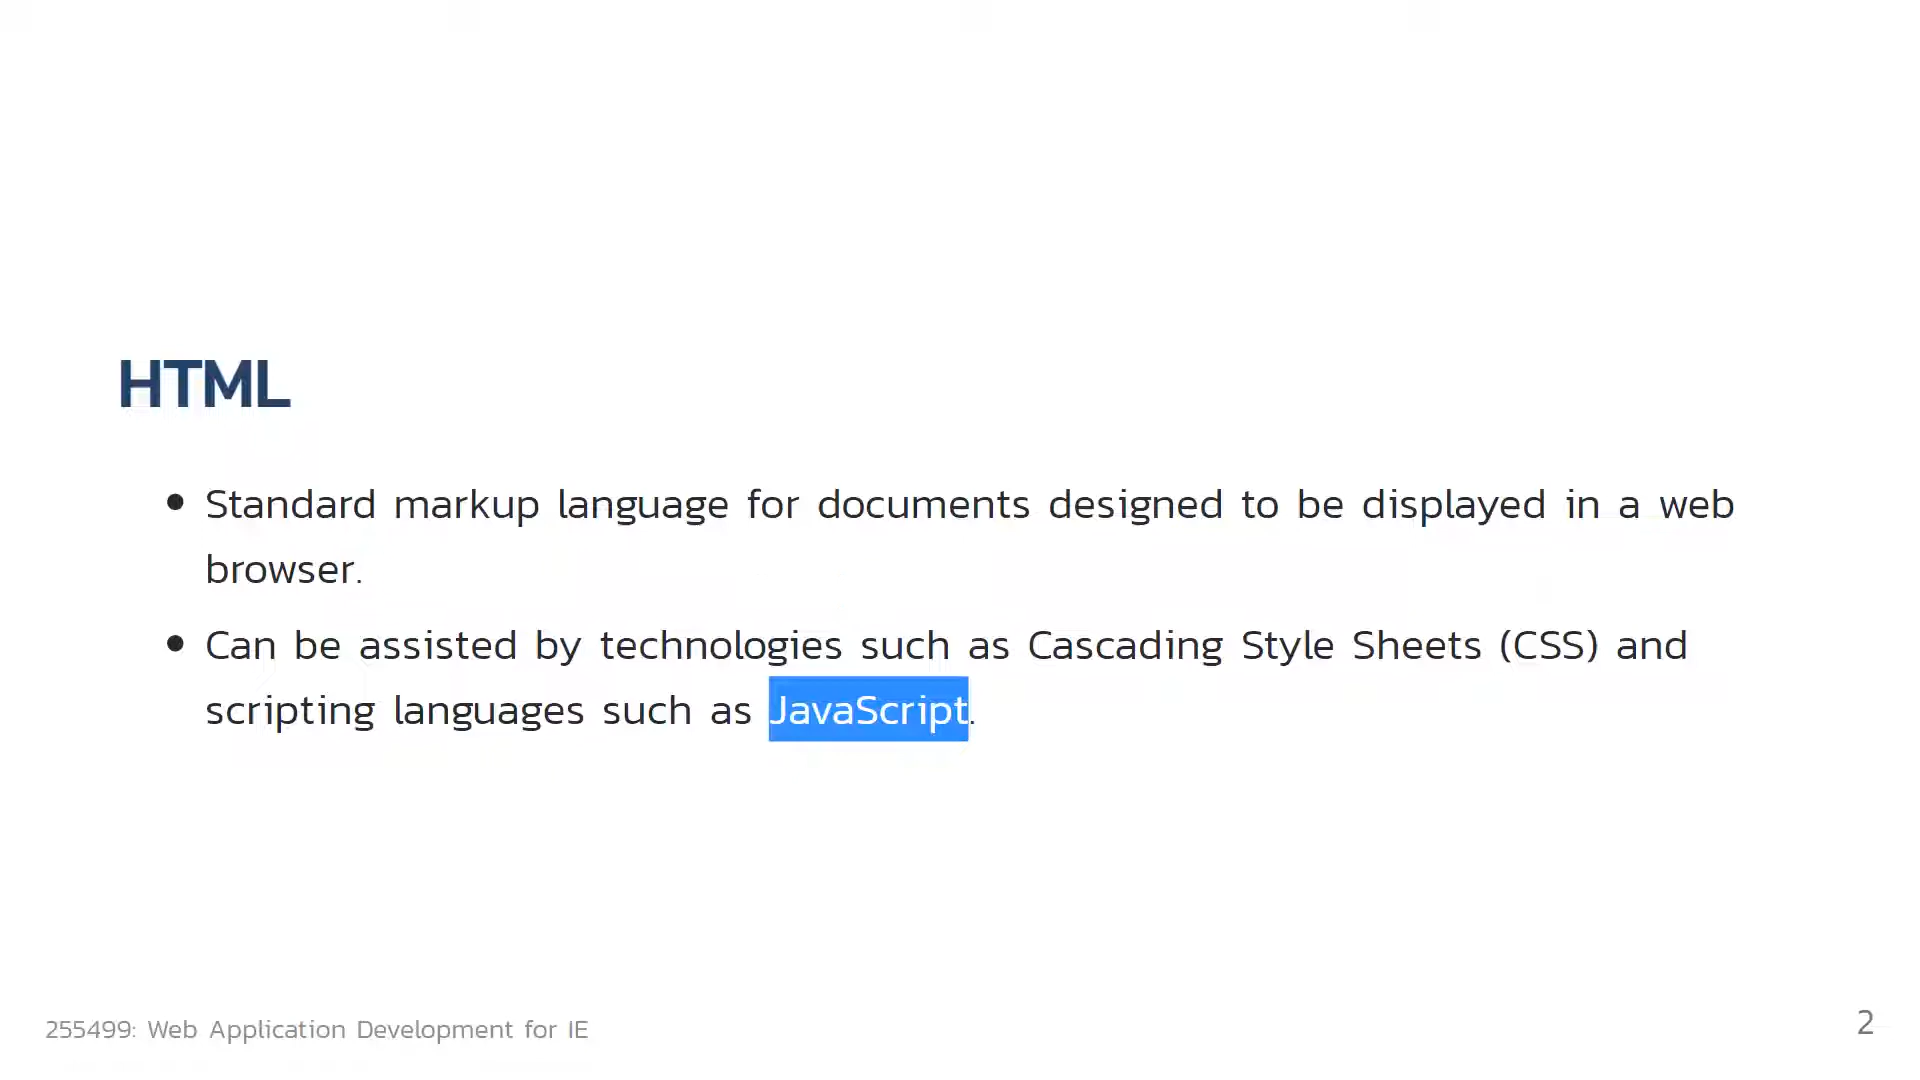 HTML
Standard markup language for documents designed to be displayed in a web
browser.
Can be assisted by technologies such as Cascading Style Sheets (CSS) and
scripting languages such as JavaScript.
255499: Web Application Development for IE
2